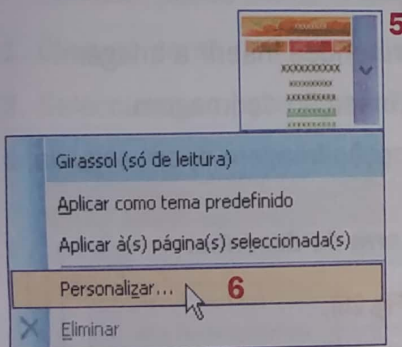 5
Girassol (só de leitura)
Aplicar como tema predefinido
Aplicar à(s) página(s) seleccionada(s)
Personalizar... 6
Eliminar